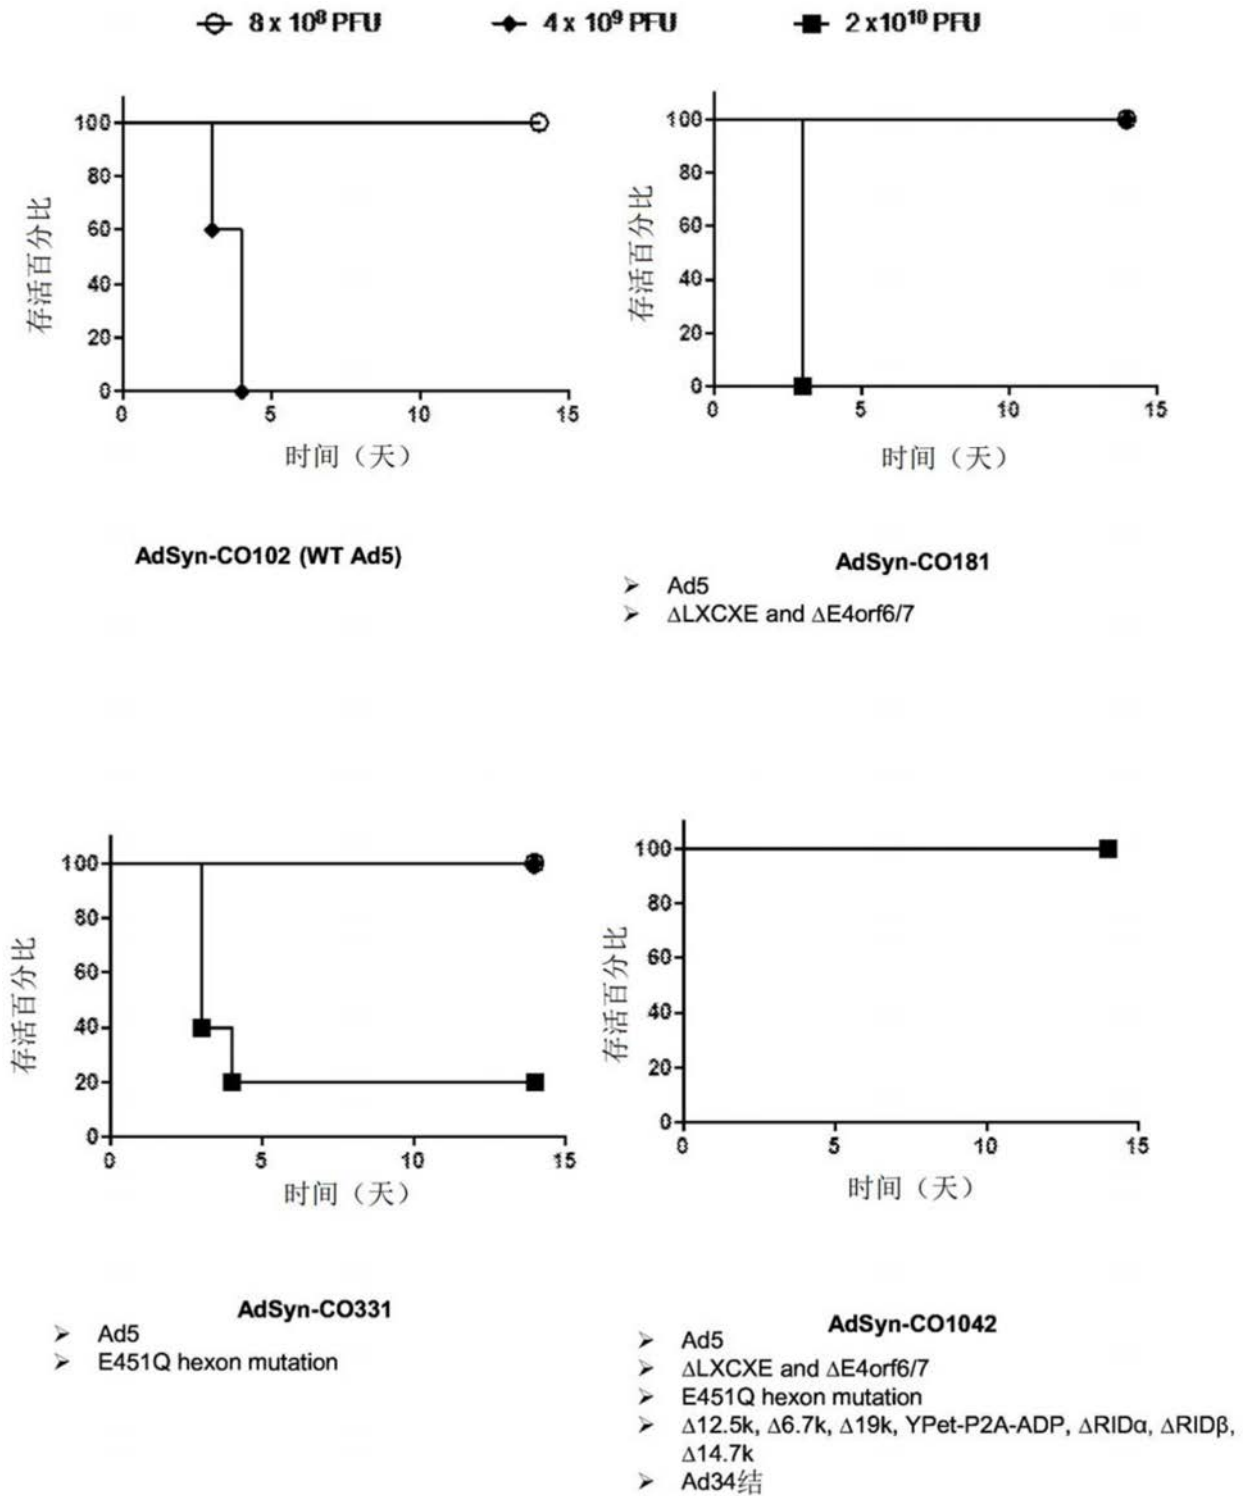 8 x 10⁸ PFU 4 x 10⁹ PFU 2 x10¹⁰ PFU
100
80
60
40
20
0
0 5 10 15
存活百分比
时间（天）
100
80
60
40
20
0
0 5 10 15
存活百分比
时间（天）
AdSyn-CO102 (WT Ad5)
AdSyn-CO181
➢ Ad5
➢ ΔLXCXE and ΔE4orf6/7
100
80
60
40
20
0
0 5 10 15
存活百分比
时间（天）
100
80
60
40
20
0
0 5 10 15
存活百分比
时间（天）
AdSyn-CO331
➢ Ad5
➢ E451Q hexon mutation
AdSyn-CO1042
➢ Ad5
➢ ΔLXCXE and ΔE4orf6/7
➢ E451Q hexon mutation
➢ Δ12.5k, Δ6.7k, Δ19k, YPet-P2A-ADP, ΔRIDα, ΔRIDβ,
Δ14.7k
➢ Ad34结